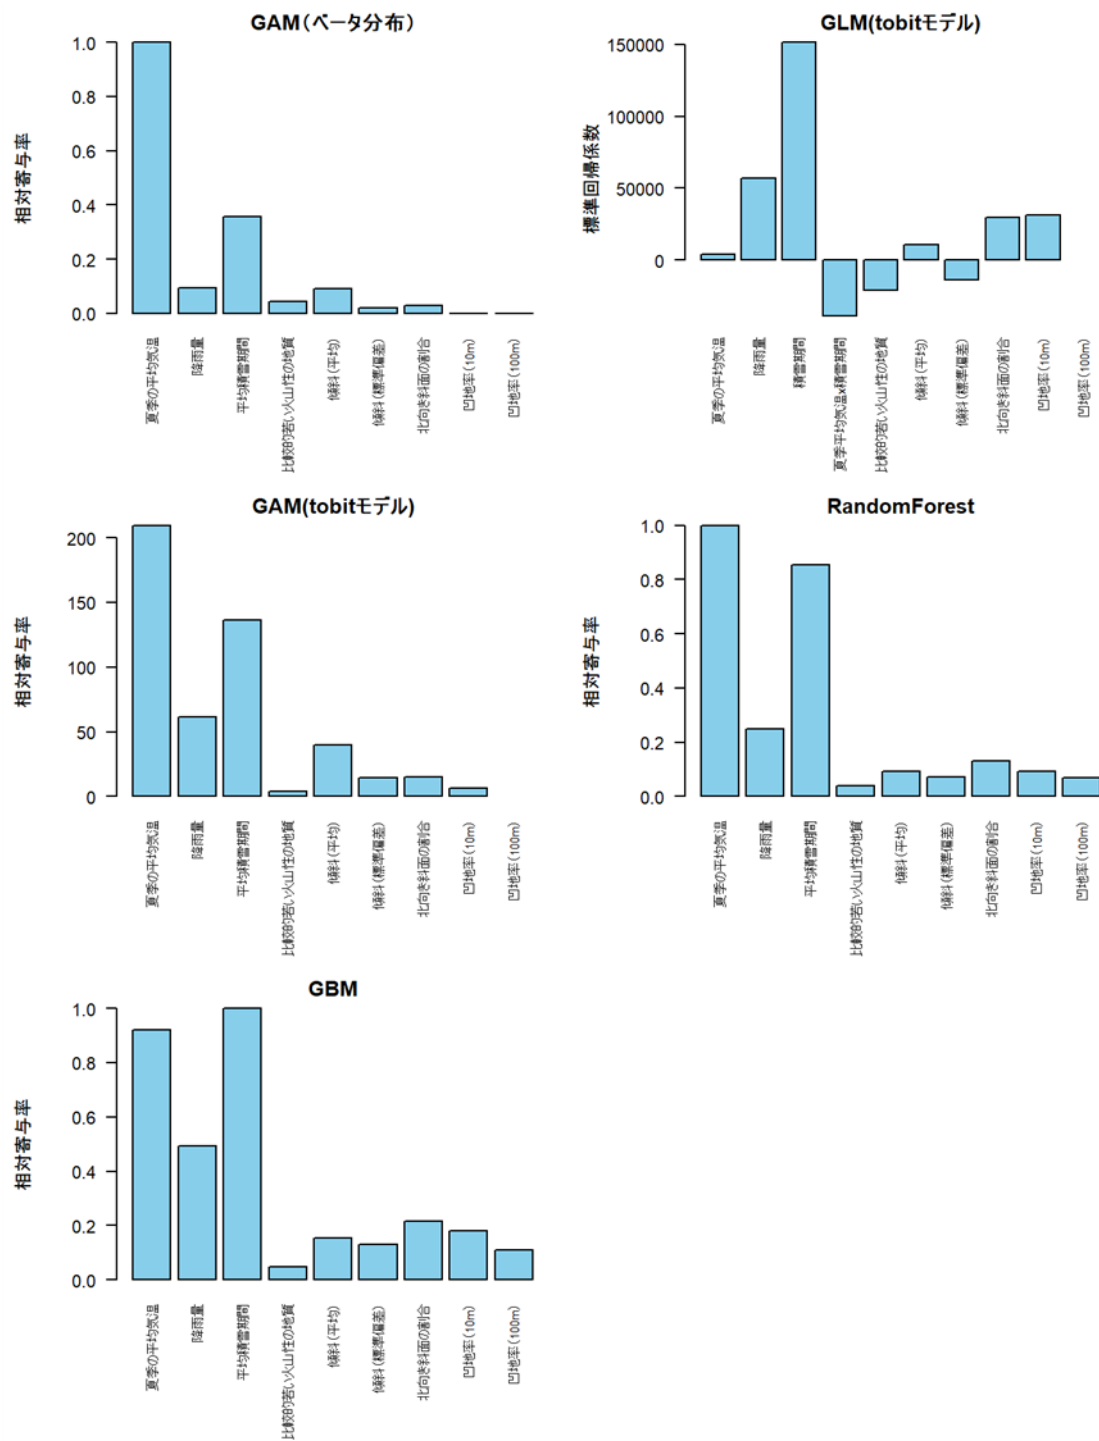 GAM（ベータ分布）
相対寄与率
1.0
0.8
0.6
0.4
0.2
0.0
夏季の平均気温
降雨量
平均積雪期間
比較的若い火山性の地質
傾斜(平均)
傾斜(標準偏差)
北向き斜面の割合
凹地率(10m)
凹地率(100m)
GLM(tobitモデル)
標準回帰係数
150000
100000
50000
0
夏季の平均気温
降雨量
積雪期間
夏季平均気温x積雪期間
比較的若い火山性の地質
傾斜(平均)
傾斜(標準偏差)
北向き斜面の割合
凹地率(10m)
凹地率(100m)
GAM(tobitモデル)
相対寄与率
200
150
100
50
0
夏季の平均気温
降雨量
平均積雪期間
比較的若い火山性の地質
傾斜(平均)
傾斜(標準偏差)
北向き斜面の割合
凹地率(10m)
凹地率(100m)
RandomForest
相対寄与率
1.0
0.8
0.6
0.4
0.2
0.0
夏季の平均気温
降雨量
平均積雪期間
比較的若い火山性の地質
傾斜(平均)
傾斜(標準偏差)
北向き斜面の割合
凹地率(10m)
凹地率(100m)
GBM
相対寄与率
1.0
0.8
0.6
0.4
0.2
0.0
夏季の平均気温
降雨量
平均積雪期間
比較的若い火山性の地質
傾斜(平均)
傾斜(標準偏差)
北向き斜面の割合
凹地率(10m)
凹地率(100m)